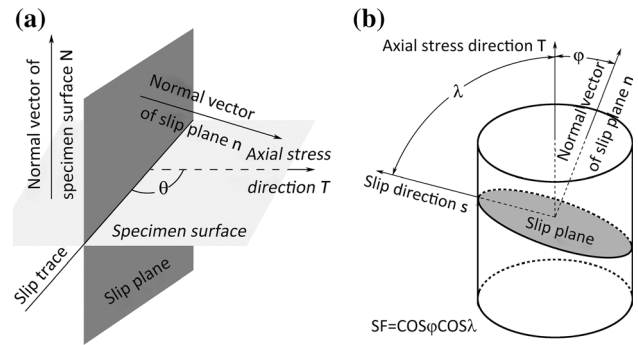 (a)
Normal vector of
specimen surface N
Normal vector
of slip plane n
Axial stress
direction T
θ
Specimen surface
Slip trace
Slip plane
(b)
Axial stress direction T
φ
λ
Normal vector
of slip plane n
Slip direction s
Slip plane
SF=COSφCOSλ